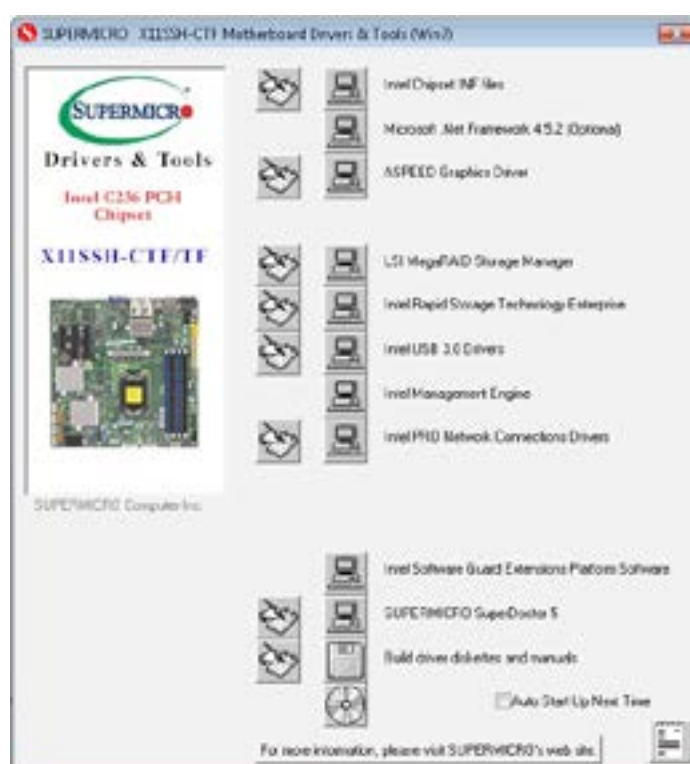 SUPERMICRO X11SSH-CTF Motherboard Drivers & Tools (Win7)
SUPERMICRO
Drivers & Tools
Intel C236 PCH
Chipset
X11SSH-CTF/TF
SUPERMICRO Computer Inc.
Intel Chipset INF files
Microsoft .Net Framework 4.5.2 (Optional)
ASPEED Graphics Driver
LSI MegaRAID Storage Manager
Intel Rapid Storage Technology Enterprise
Intel USB 3.0 Drivers
Intel Management Engine
Intel PRO Network Connections Drivers
Intel Software Guard Extensions Platform Software
SUPERMICRO SuperDoctor 5
Build driver diskettes and manuals
Auto Start Up Next Time
For more information, please visit SUPERMICRO's web site.